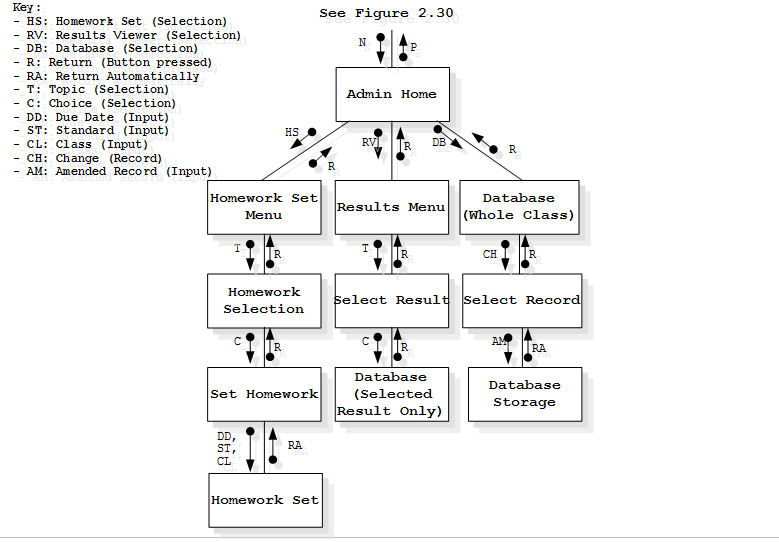 Key:
- HS: Homework Set (Selection)
- RV: Results Viewer (Selection)
- DB: Database (Selection)
- R: Return (Button pressed)
- RA: Return Automatically
- T: Topic (Selection)
- C: Choice (Selection)
- DD: Due Date (Input)
- ST: Standard (Input)
- CL: Class (Input)
- CH: Change (Record)
- AM: Amended Record (Input)
See Figure 2.30
N
P
Admin Home
HS
R
RV
R
DB
R
Homework Set
Menu
Results Menu
Database
(Whole Class)
T
R
T
R
CH
R
Homework
Selection
Select Result
Select Record
C
R
C
R
AM
RA
Set Homework
Database
(Selected
Result Only)
Database
Storage
DD,
ST,
CL
RA
Homework Set